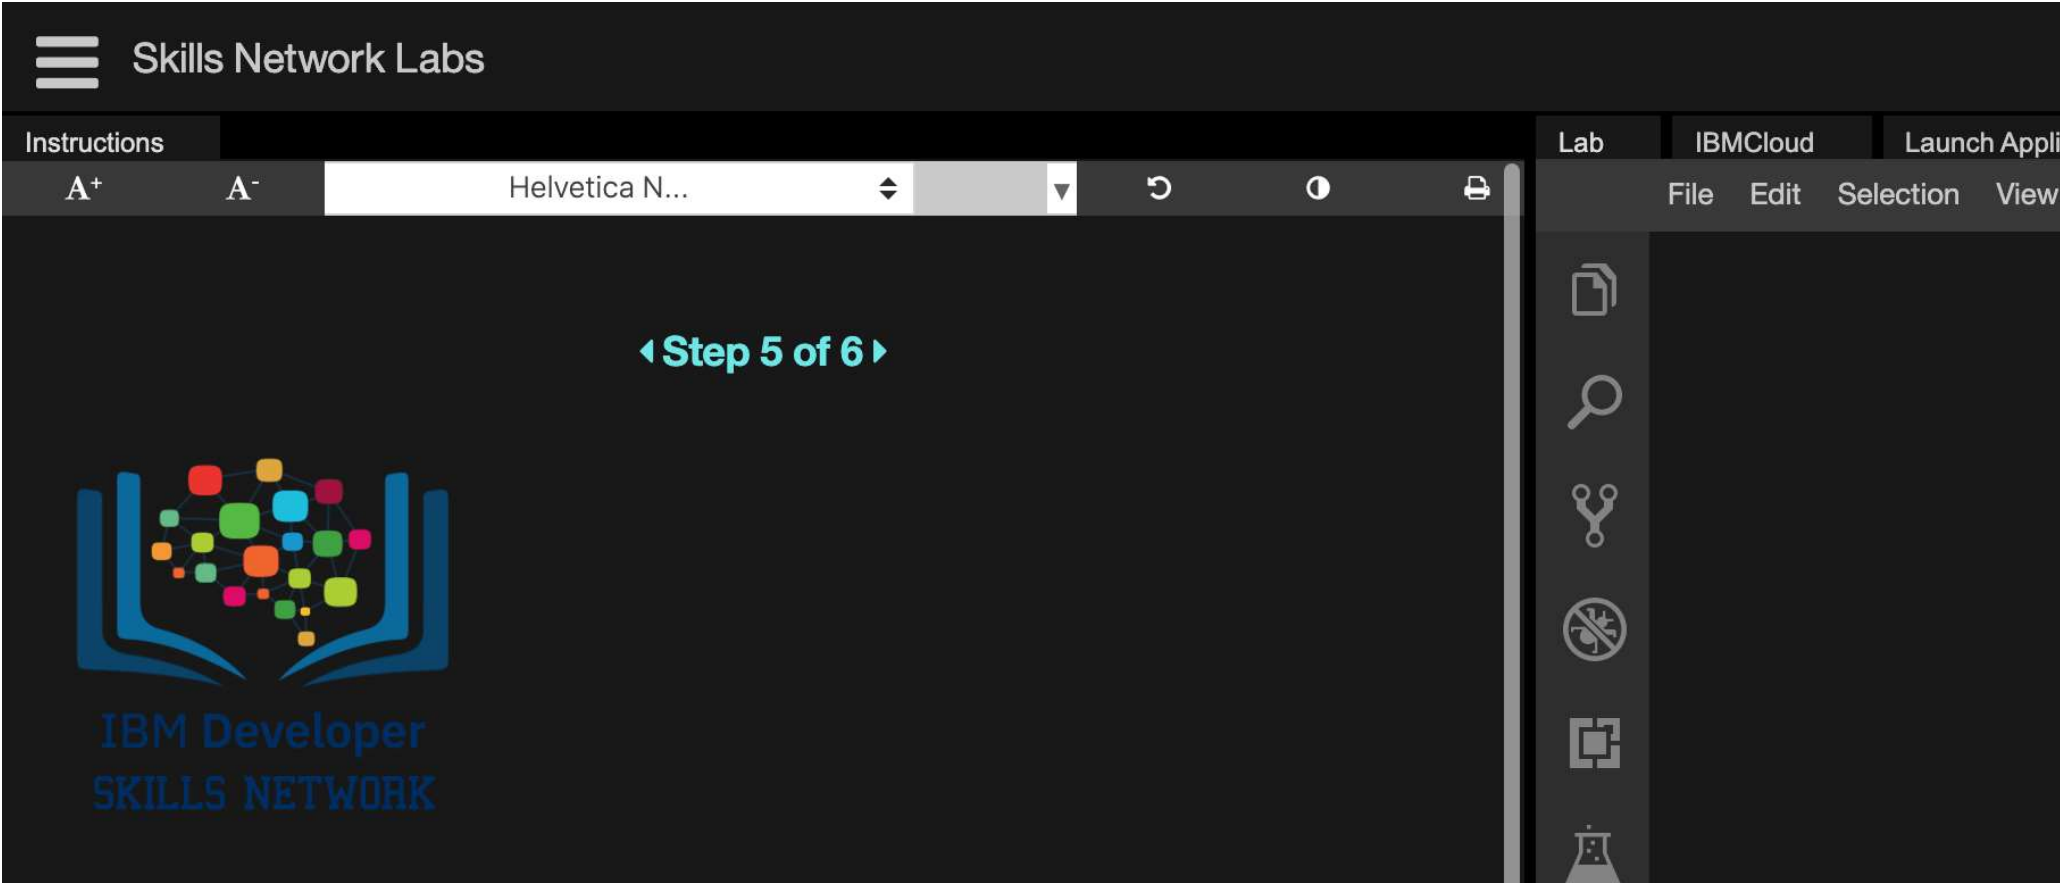 Skills Network Labs
Instructions
A+ A- Helvetica N...
Step 5 of 6
IBM Developer
SKILLS NETWORK
Lab IBMCloud Launch Appli
File Edit Selection View